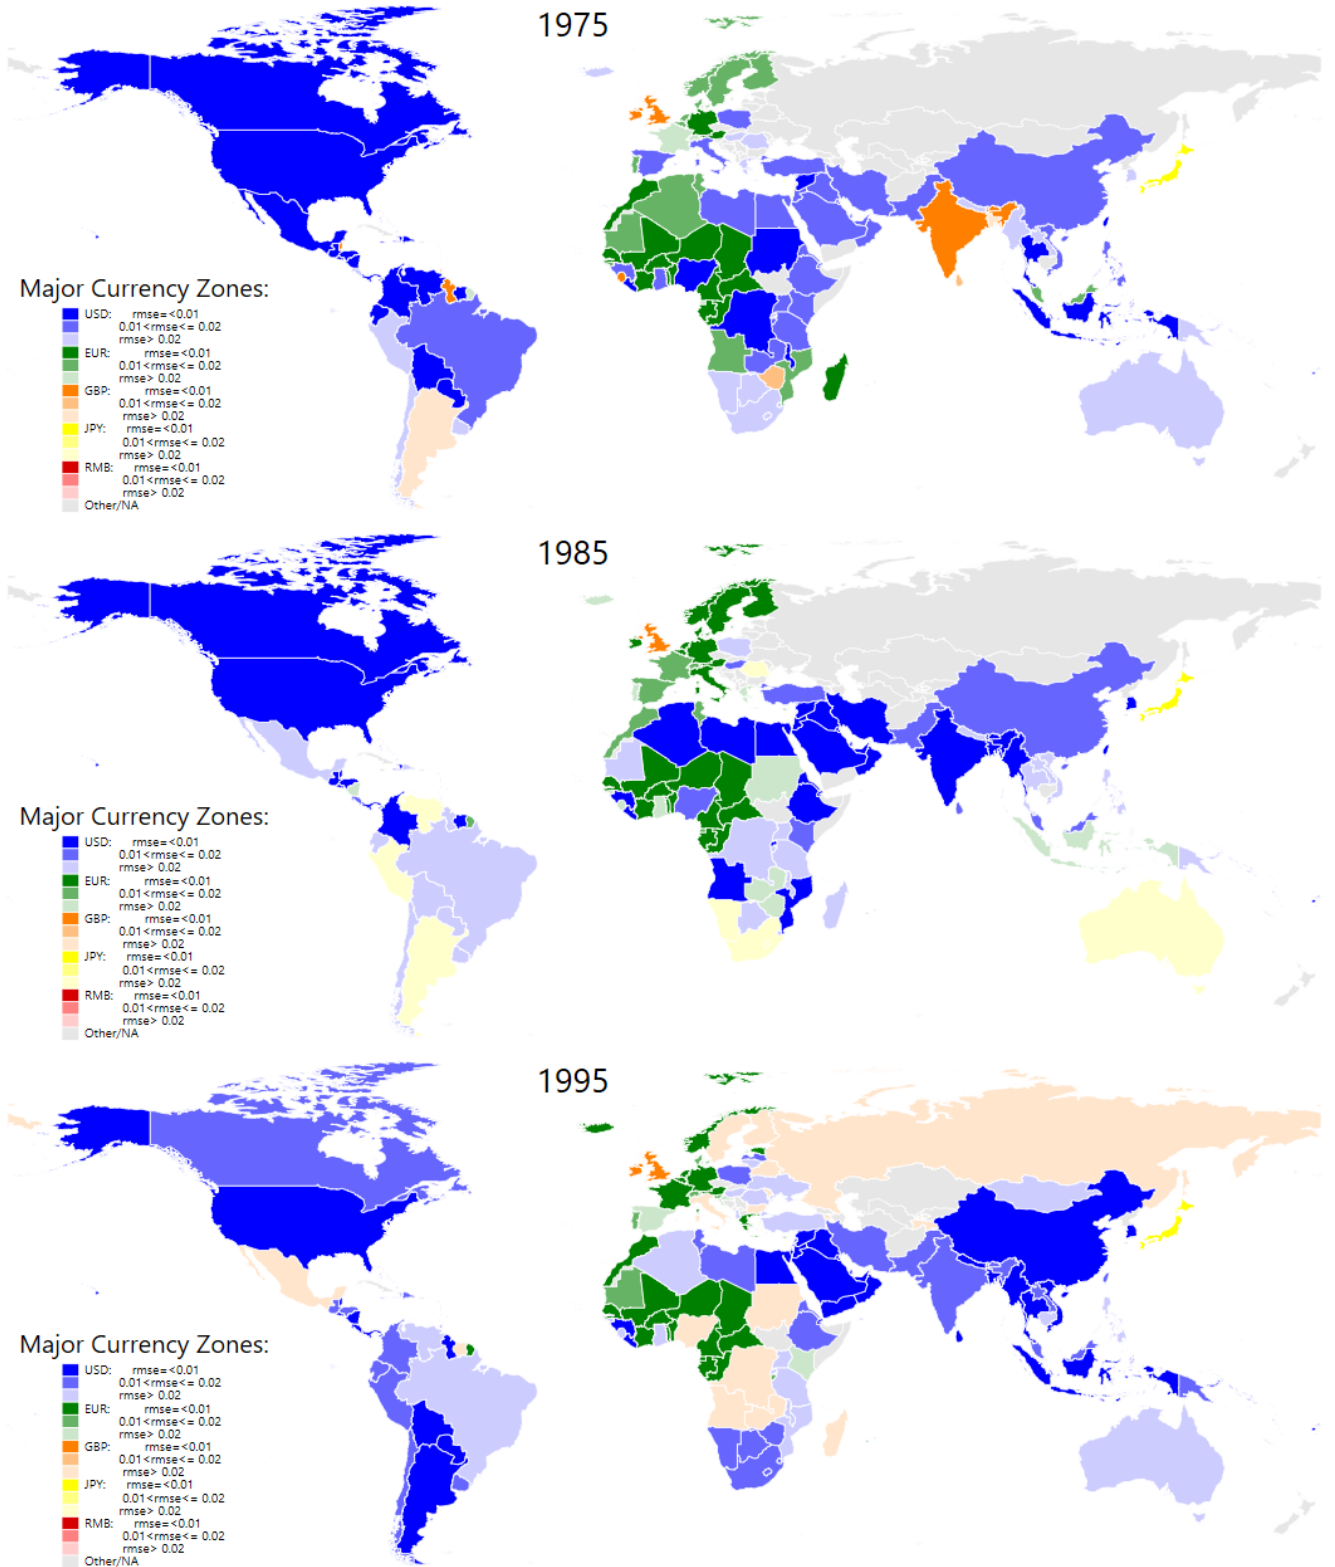 1975
Major Currency Zones:
USD: rmse=<0.01
0.01<rmse<= 0.02
rmse> 0.02
EUR: rmse=<0.01
0.01<rmse<= 0.02
rmse> 0.02
GBP: rmse=<0.01
0.01<rmse<= 0.02
rmse> 0.02
JPY: rmse=<0.01
0.01<rmse<= 0.02
rmse> 0.02
RMB: rmse=<0.01
0.01<rmse<= 0.02
rmse> 0.02
Other/NA
1985
Major Currency Zones:
USD: rmse=<0.01
0.01<rmse<= 0.02
rmse> 0.02
EUR: rmse=<0.01
0.01<rmse<= 0.02
rmse> 0.02
GBP: rmse=<0.01
0.01<rmse<= 0.02
rmse> 0.02
JPY: rmse=<0.01
0.01<rmse<= 0.02
rmse> 0.02
RMB: rmse=<0.01
0.01<rmse<= 0.02
rmse> 0.02
Other/NA
1995
Major Currency Zones:
USD: rmse=<0.01
0.01<rmse<= 0.02
rmse> 0.02
EUR: rmse=<0.01
0.01<rmse<= 0.02
rmse> 0.02
GBP: rmse=<0.01
0.01<rmse<= 0.02
rmse> 0.02
JPY: rmse=<0.01
0.01<rmse<= 0.02
rmse> 0.02
RMB: rmse=<0.01
0.01<rmse<= 0.02
rmse> 0.02
Other/NA